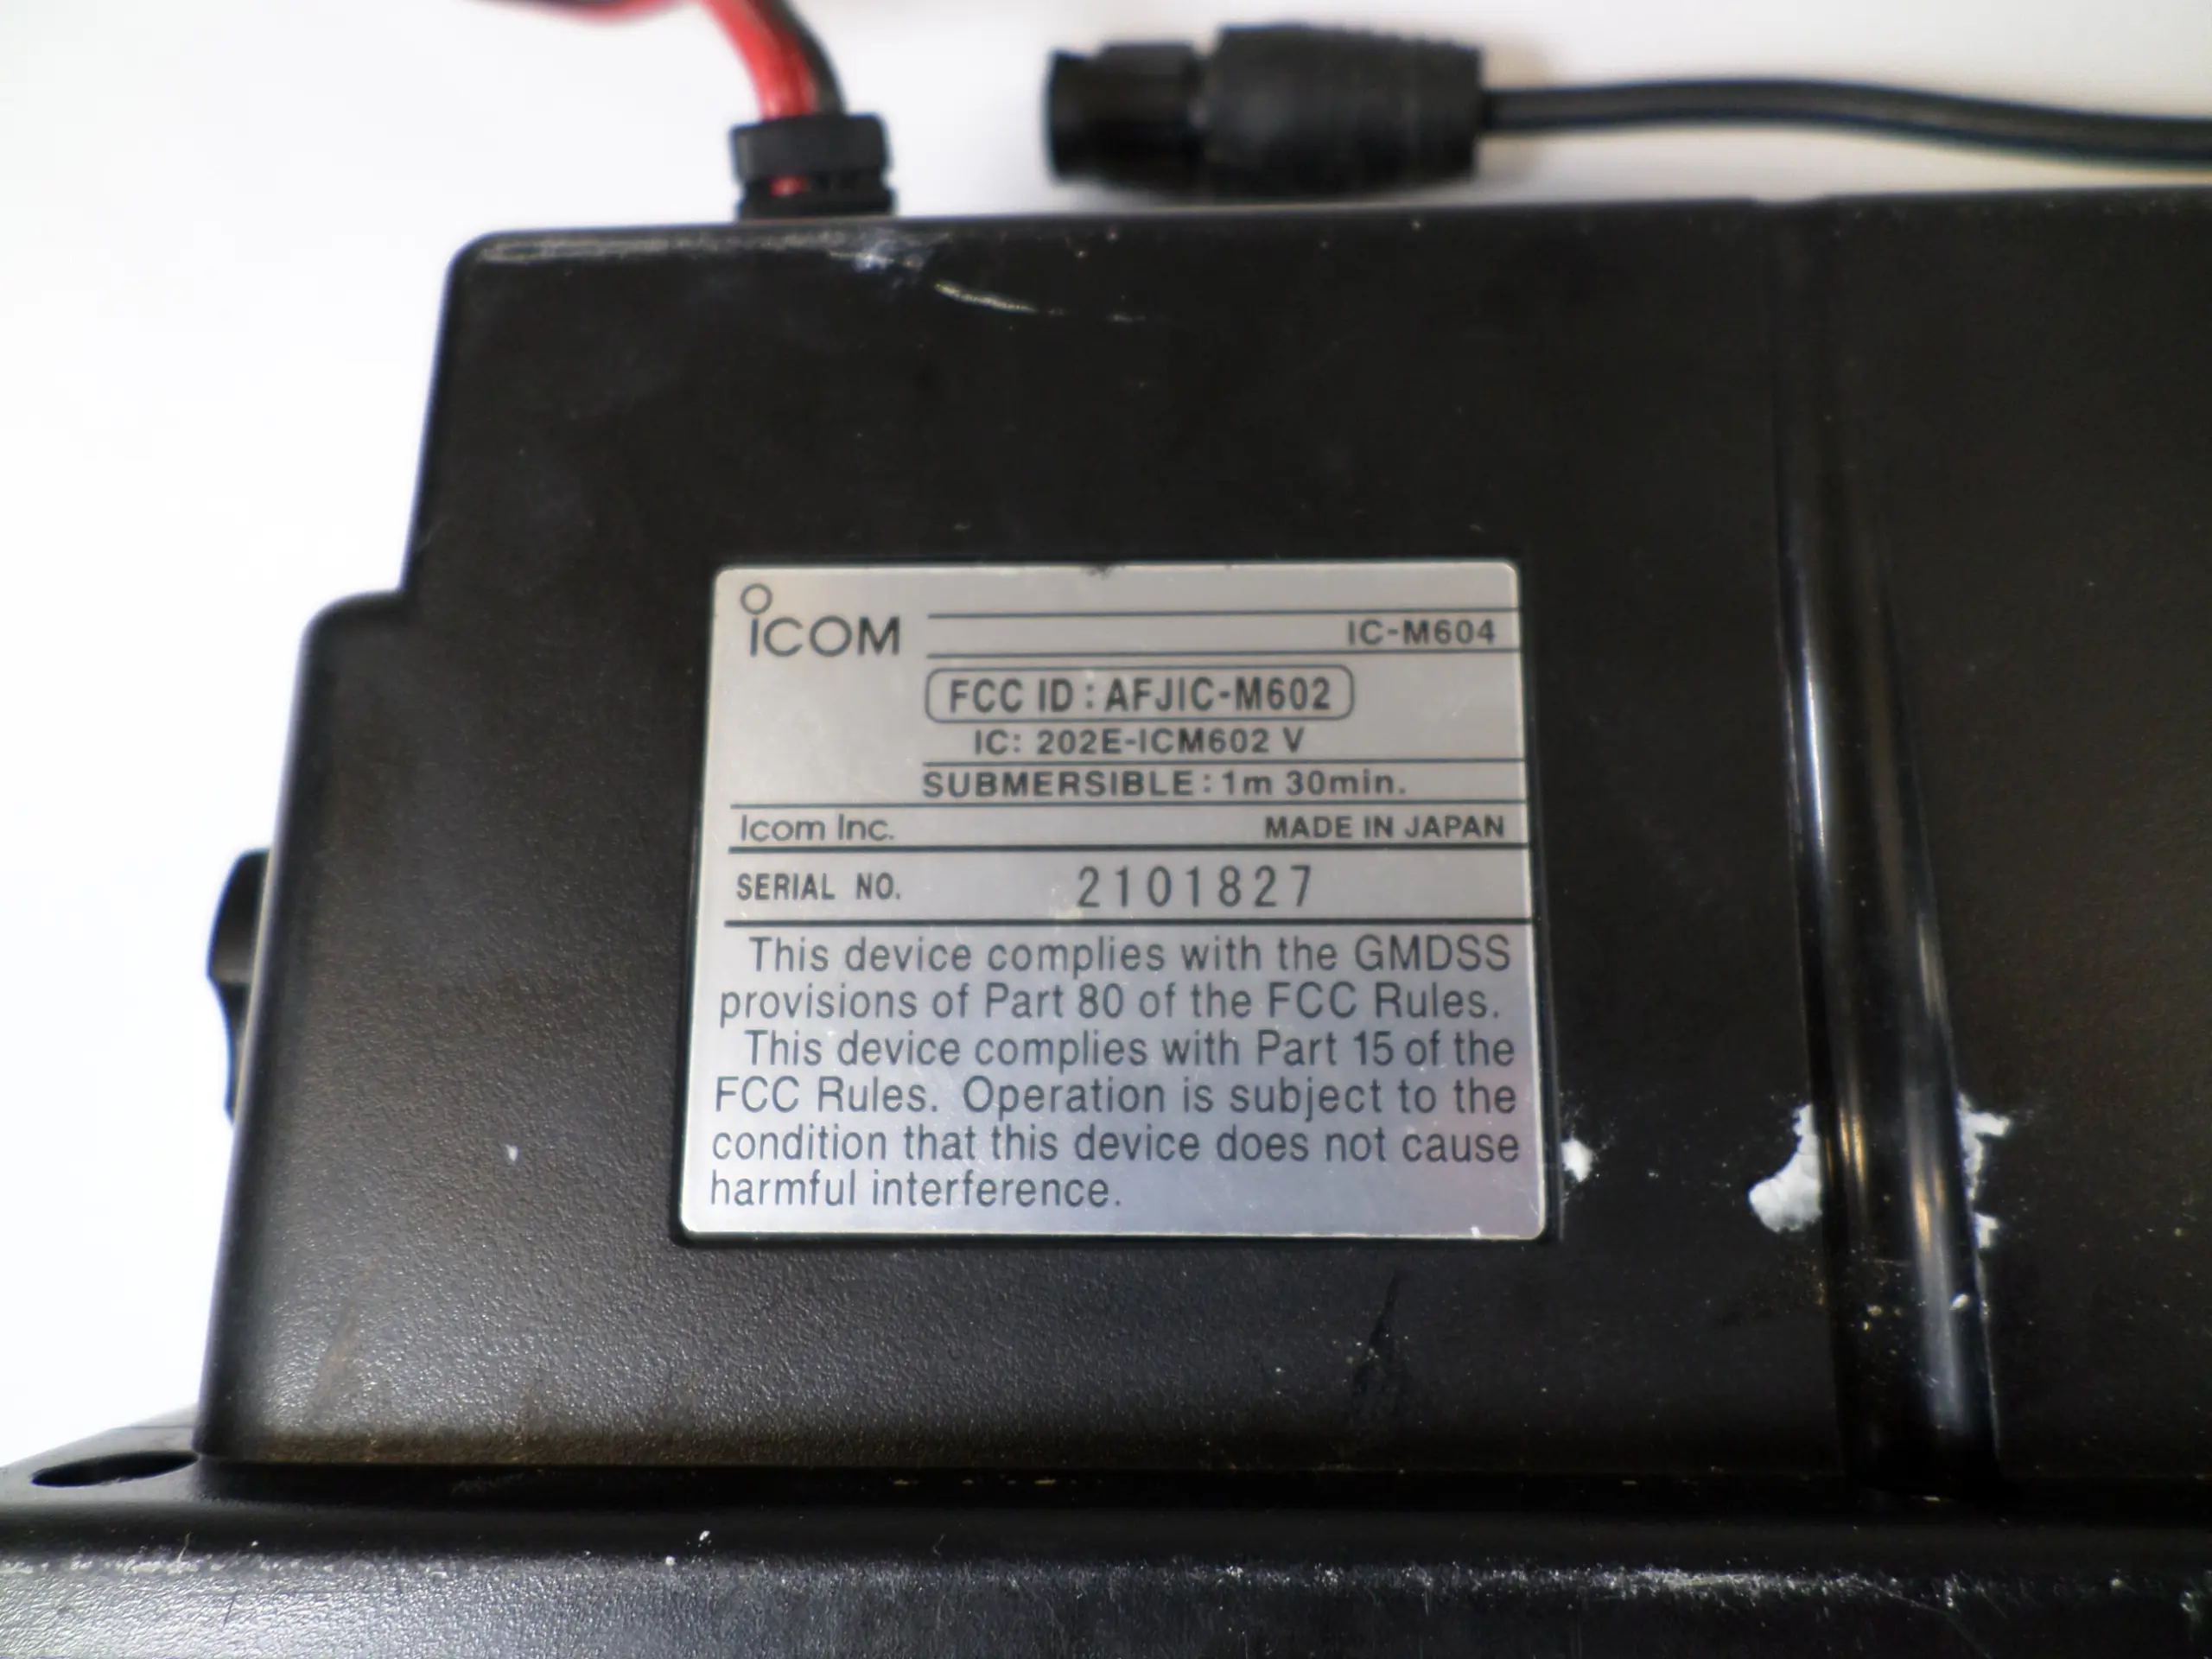 ICOM
IC-M604
FCC ID : AFJIC-M602
IC: 202E-ICM602 V
SUBMERSIBLE : 1m 30min.
Icom Inc. MADE IN JAPAN
SERIAL NO. 2101827
This device complies with the GMDSS
provisions of Part 80 of the FCC Rules.
This device complies with Part 15 of the
FCC Rules. Operation is subject to the
condition that this device does not cause
harmful interference.